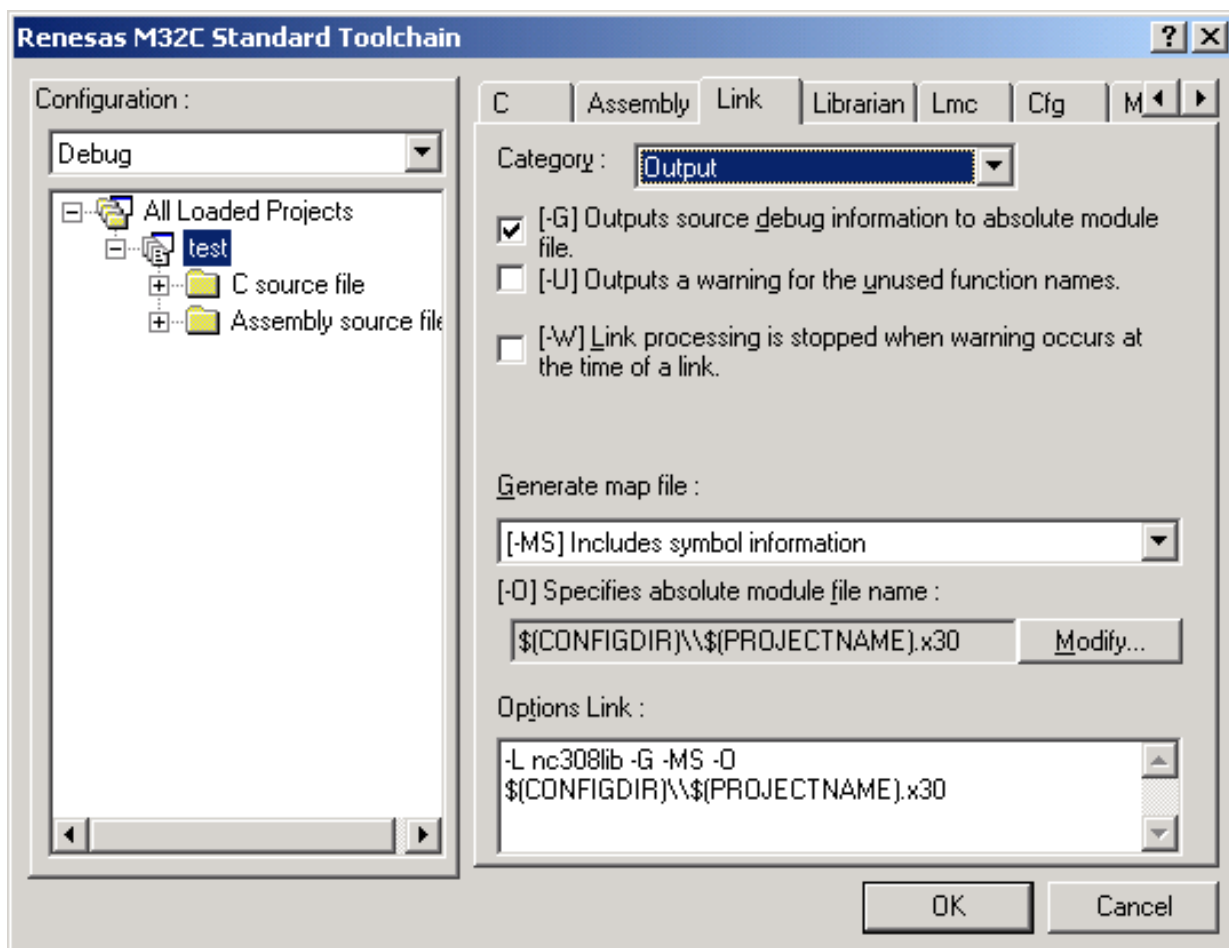 Renesas M32C Standard Toolchain
Configuration :
Debug
All Loaded Projects
test
C source file
Assembly source file
C
Assembly
Link
Librarian
Lmc
Cfg
M
Category :
Output
[-G] Outputs source debug information to absolute module
file.
[-U] Outputs a warning for the unused function names.
[-W] Link processing is stopped when warning occurs at
the time of a link.
Generate map file :
[-MS] Includes symbol information
[-O] Specifies absolute module file name :
$(CONFIGDIR)\\$(PROJECTNAME).x30
Modify...
Options Link :
-L nc308lib -G -MS -O
$(CONFIGDIR)\\$(PROJECTNAME).x30
OK
Cancel